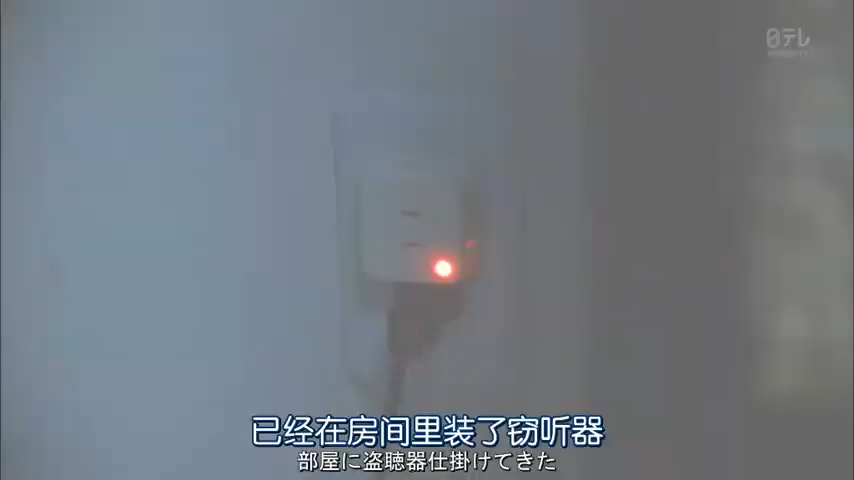 日テレ
已经在房间里装了窃听器
部屋に盗聴器仕掛けてきた